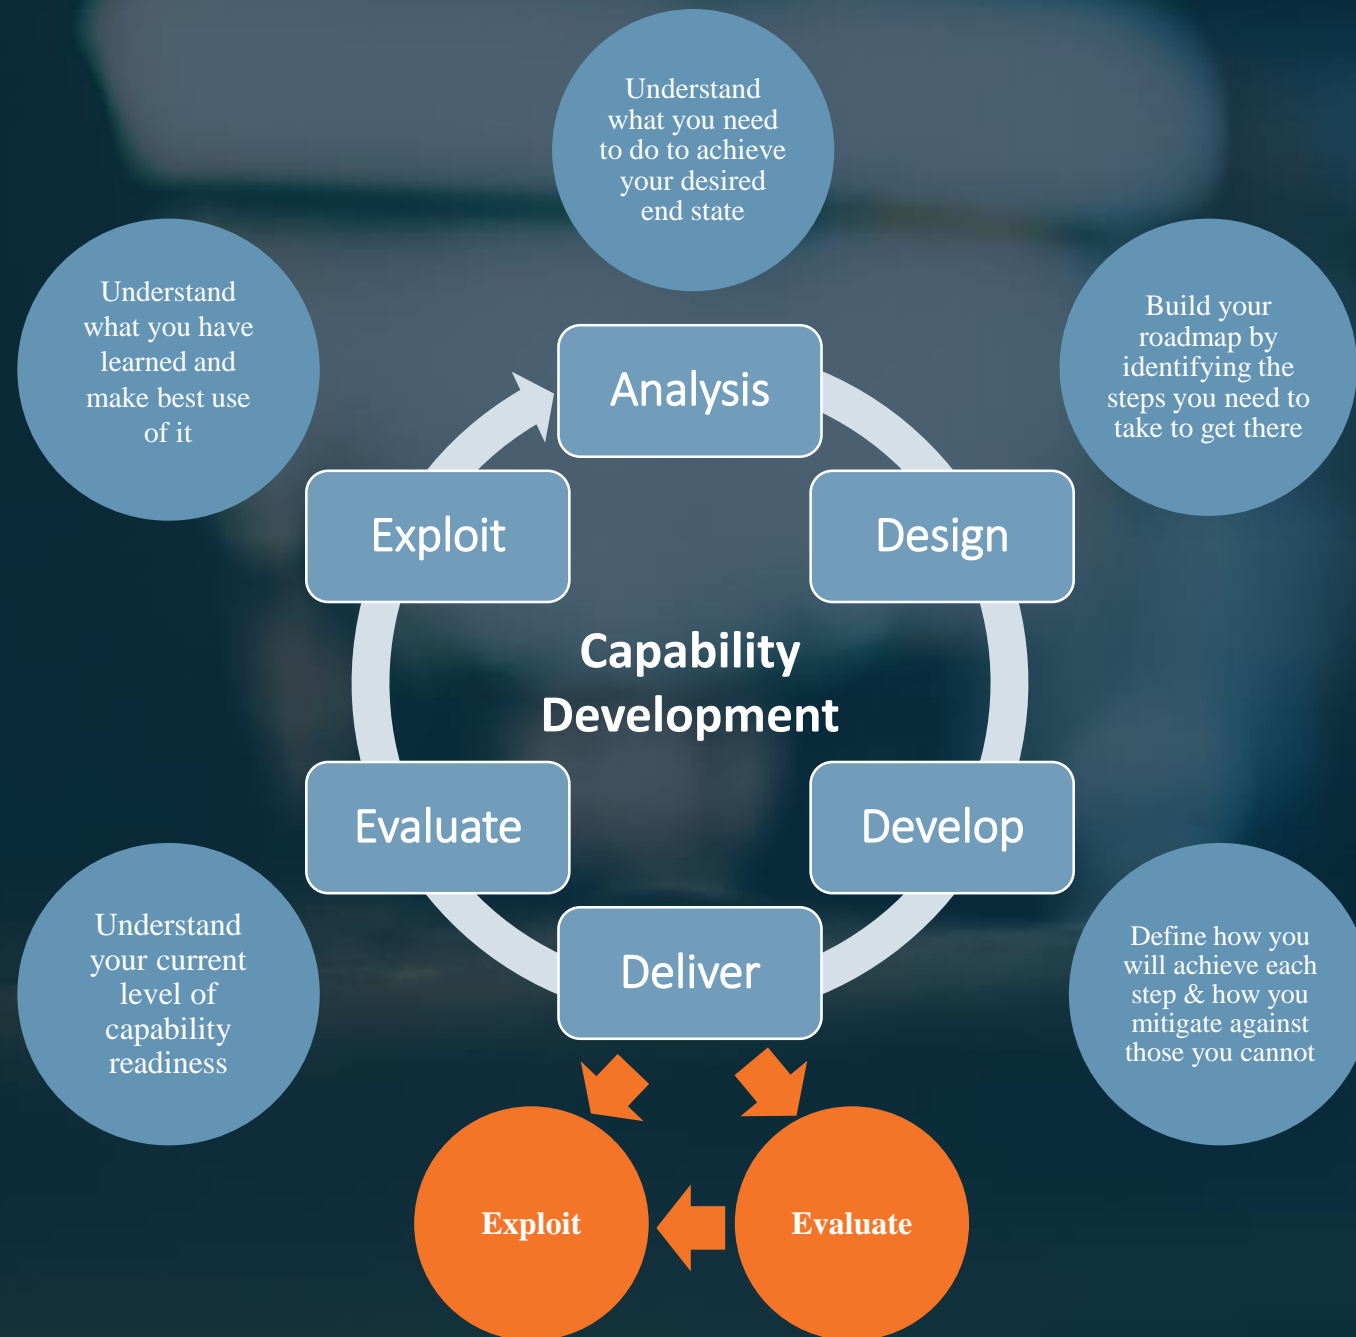 Understand
what you need
to do to achieve
your desired
end state
Understand
what you have
learned and
make best use
of it
Build your
roadmap by
identifying the
steps you need to
take to get there
Analysis
Exploit
Design
Capability
Development
Evaluate
Develop
Deliver
Understand
your current
level of
capability
readiness
Define how you
will achieve each
step & how you
mitigate against
those you cannot
Exploit
Evaluate